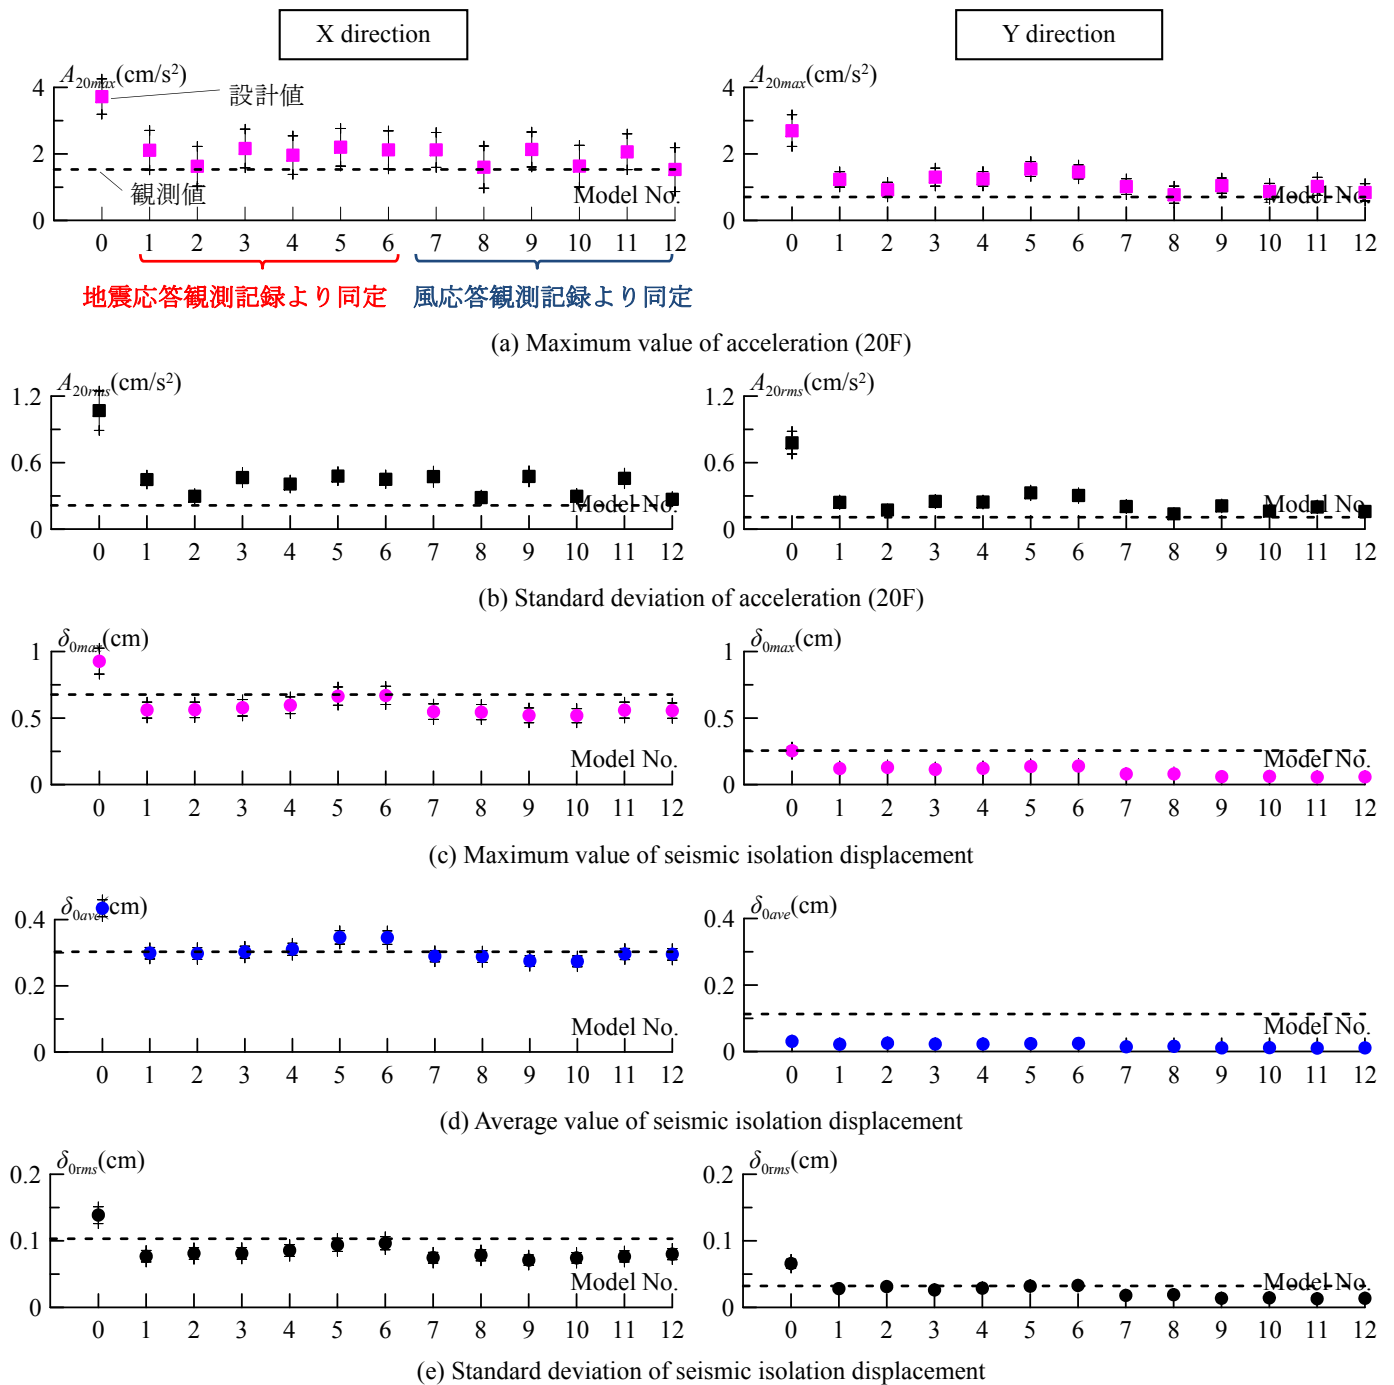 X direction
Y direction
A20max(cm/s²)
設計値
観測値
4
2
0
Model No.
0 1 2 3 4 5 6 7 8 9 10 11 12
地震応答観測記録より同定
風応答観測記録より同定
A20max(cm/s²)
4
2
0
Model No.
0 1 2 3 4 5 6 7 8 9 10 11 12
(a) Maximum value of acceleration (20F)
A20rms(cm/s²)
1.2
0.6
0
Model No.
0 1 2 3 4 5 6 7 8 9 10 11 12
A20rms(cm/s²)
1.2
0.6
0
Model No.
0 1 2 3 4 5 6 7 8 9 10 11 12
(b) Standard deviation of acceleration (20F)
δ0max(cm)
1
0.5
0
Model No.
0 1 2 3 4 5 6 7 8 9 10 11 12
δ0max(cm)
1
0.5
0
Model No.
0 1 2 3 4 5 6 7 8 9 10 11 12
(c) Maximum value of seismic isolation displacement
δ0ave(cm)
0.4
0.2
0
Model No.
0 1 2 3 4 5 6 7 8 9 10 11 12
δ0ave(cm)
0.4
0.2
0
Model No.
0 1 2 3 4 5 6 7 8 9 10 11 12
(d) Average value of seismic isolation displacement
δ0rms(cm)
0.2
0.1
0
Model No.
0 1 2 3 4 5 6 7 8 9 10 11 12
δ0rms(cm)
0.2
0.1
0
Model No.
0 1 2 3 4 5 6 7 8 9 10 11 12
(e) Standard deviation of seismic isolation displacement